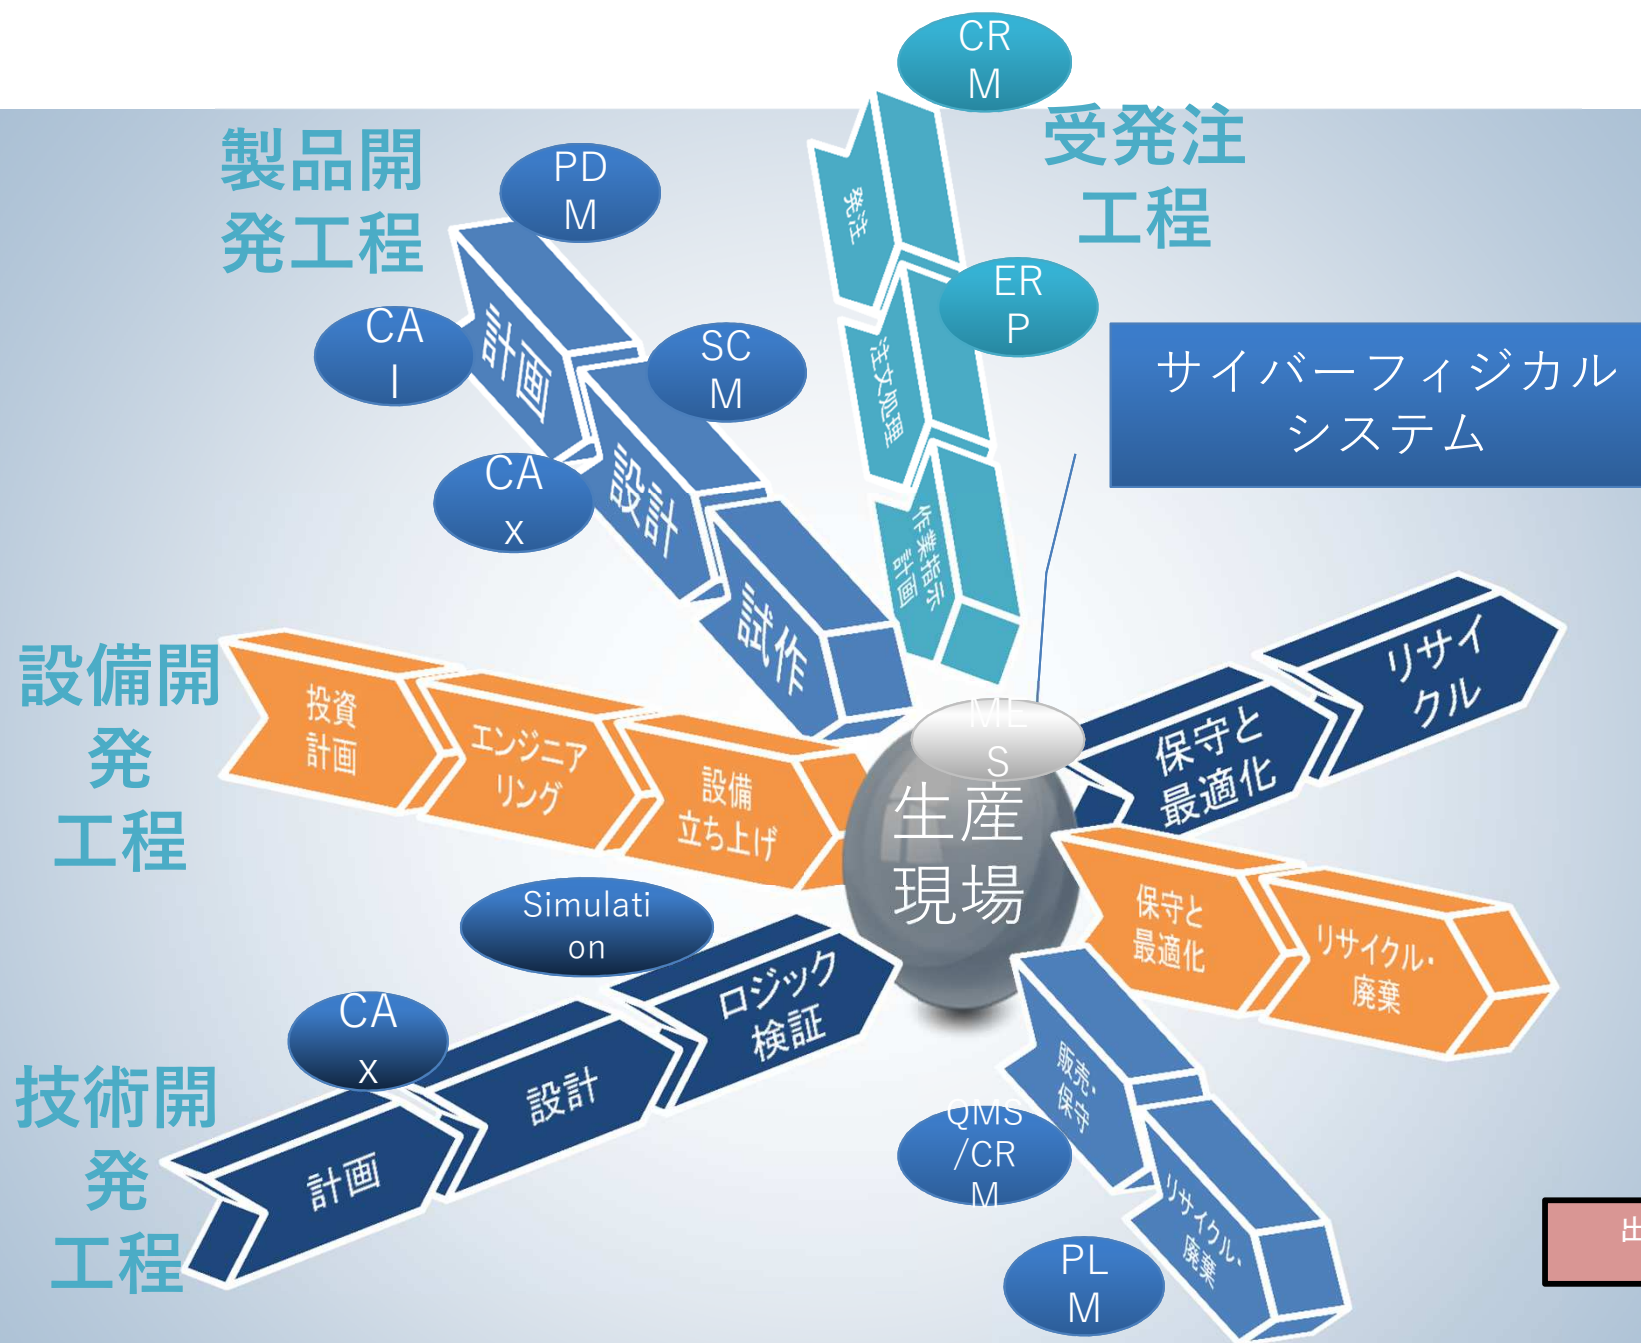 CR
M
受発注
工程
製品開
発工程
PD
M
発注
CA
I
計画
SC
M
ER
P
注文処理
サイバーフィジカル
システム
CA
x
設計
作業指示
計画
試作
設備開
発
工程
投資
計画
エンジニア
リング
設備
立ち上げ
ME
S
生産
現場
保守と
最適化
リサイ
クル
保守と
最適化
リサイクル・
廃棄
Simulati
on
ロジック
検証
CA
x
設計
計画
技術開
発
工程
販売・
保守
QMS
/CR
M
リサイクル・
廃棄
PL
M
出